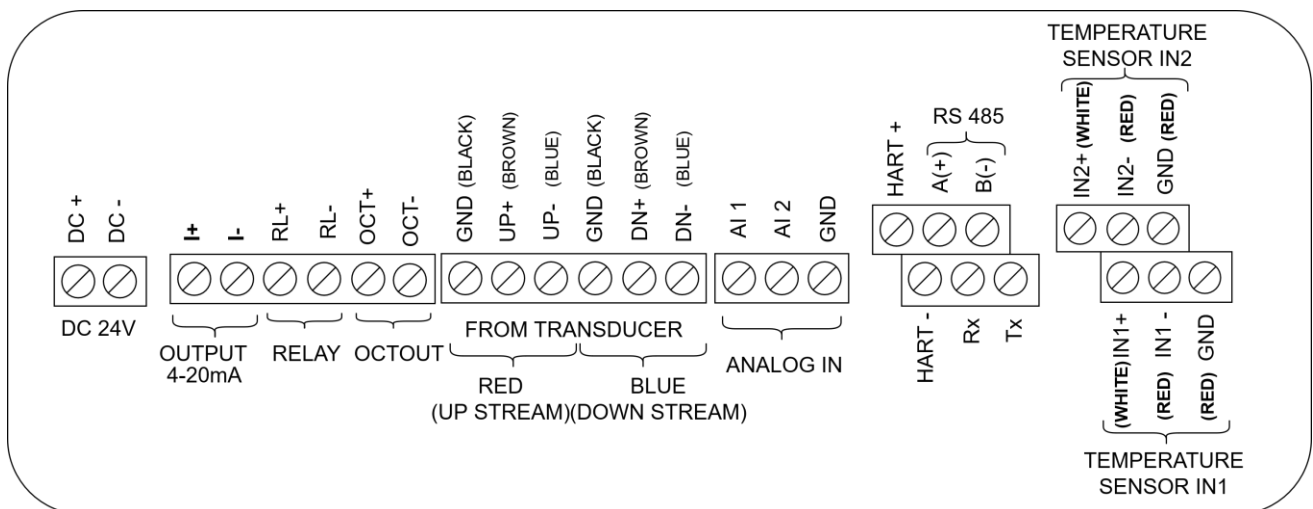 TEMPERATURE
SENSOR IN2
DC +
DC -
I+
I-
RL+
RL-
OCT+
OCT-
GND (BLACK)
UP+ (BROWN)
UP- (BLUE)
GND (BLACK)
DN+ (BROWN)
DN- (BLUE)
AI 1
AI 2
GND
HART +
RS 485
A(+)
B(-)
IN2+ (WHITE)
IN2- (RED)
GND (RED)
DC 24V
OUTPUT
4-20mA
RELAY
OCTOUT
FROM TRANSDUCER
RED
(UP STREAM)
BLUE
(DOWN STREAM)
ANALOG IN
HART -
Rx
Tx
(WHITE) IN1+
(RED) IN1 -
(RED) GND
TEMPERATURE
SENSOR IN1